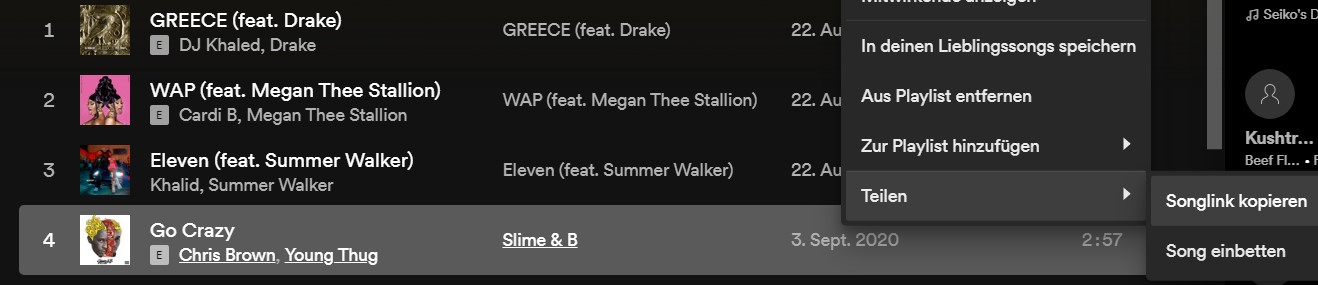 1
GREECE (feat. Drake)
E DJ Khaled, Drake
GREECE (feat. Drake)
22. Au
2
WAP (feat. Megan Thee Stallion)
E Cardi B, Megan Thee Stallion
WAP (feat. Megan Thee Stallion)
22. Au
3
Eleven (feat. Summer Walker)
Khalid, Summer Walker
Eleven (feat. Summer Walker)
22. Au
4
Go Crazy
E Chris Brown, Young Thug
Slime & B
3. Sept. 2020
2:57
Mitwirkende anzeigen
In deinen Lieblingssongs speichern
Aus Playlist entfernen
Zur Playlist hinzufügen
Teilen
Songlink kopieren
Song einbetten
Seiko's D
Kushtr...
Beef Fl... •